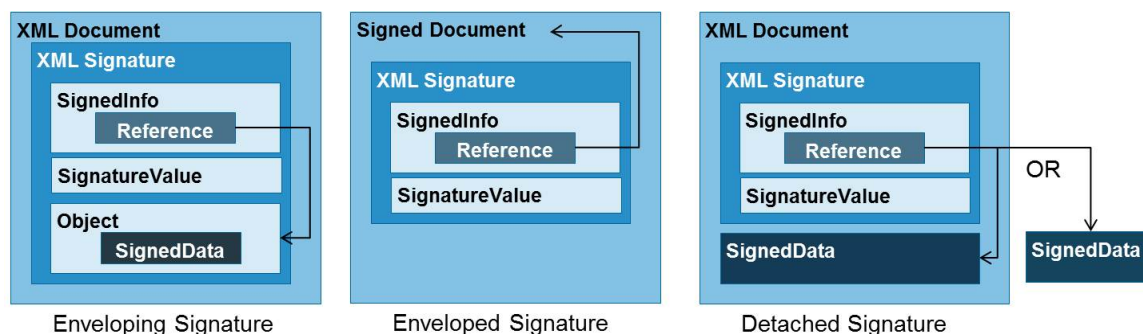 XML Document
XML Signature
SignedInfo
Reference
SignatureValue
Object
SignedData
Enveloping Signature
Signed Document
XML Signature
SignedInfo
Reference
SignatureValue
Enveloped Signature
XML Document
XML Signature
SignedInfo
Reference
SignatureValue
SignedData
OR
SignedData
Detached Signature